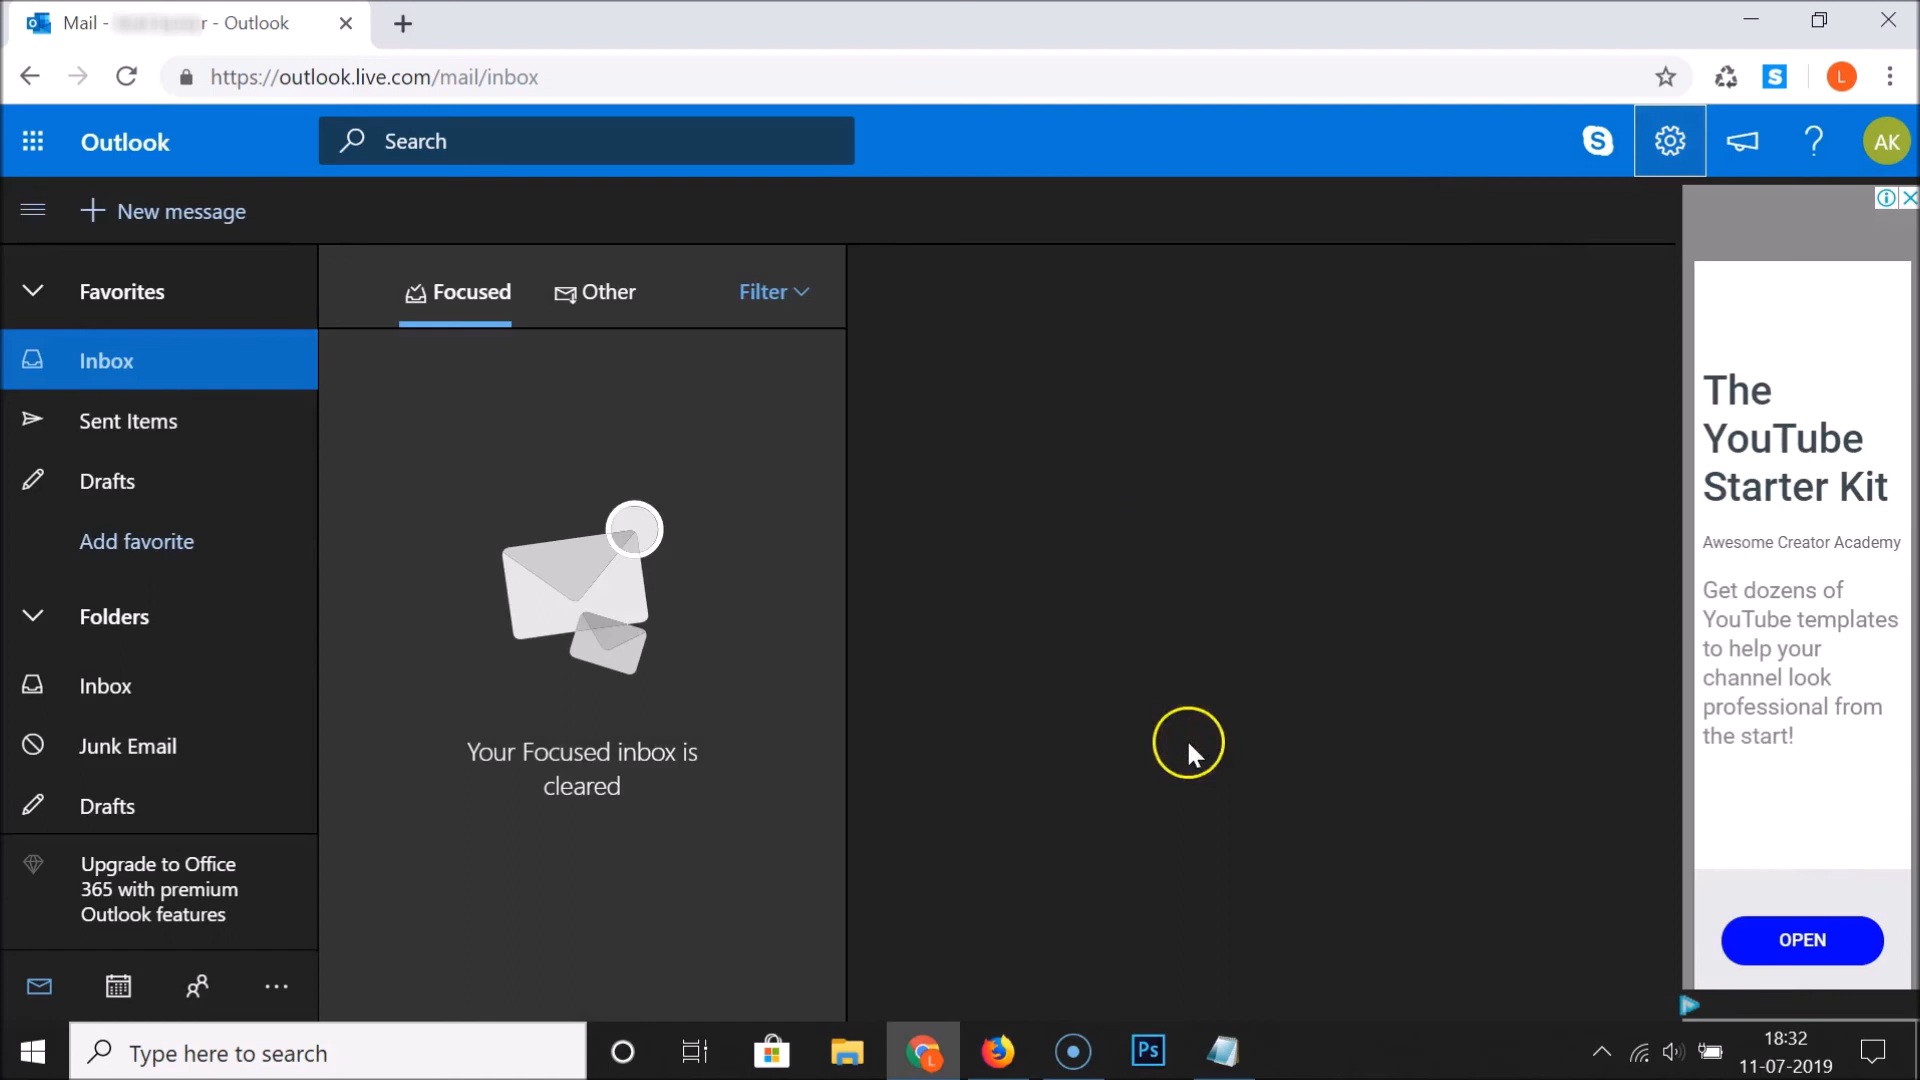 Mail - r - Outlook
https://outlook.live.com/mail/inbox
L
Outlook
Search
AK
New message
Favorites
Focused
Other
Filter
Inbox
Sent Items
Drafts
Add favorite
Folders
Inbox
Junk Email
Drafts
Upgrade to Office
365 with premium
Outlook features
Your Focused inbox is
cleared
The
YouTube
Starter Kit
Awesome Creator Academy
Get dozens of
YouTube templates
to help your
channel look
professional from
the start!
OPEN
Type here to search
L
Ps
18:32
11-07-2019